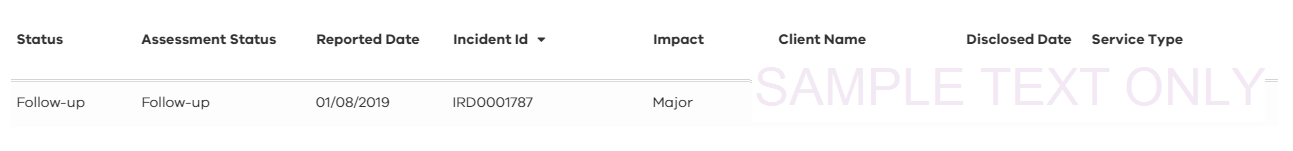 Status Assessment Status Reported Date Incident Id Impact Client Name Disclosed Date Service Type
Follow-up Follow-up 01/08/2019 IRD0001787 Major SAMPLE TEXT ONLY